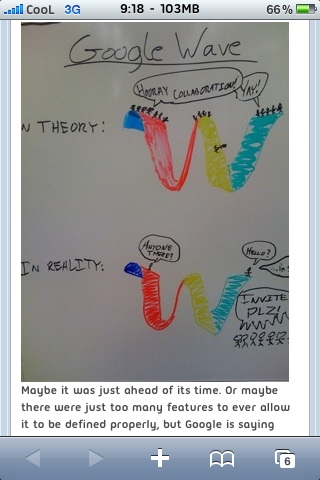 CooL 3G 9:18 - 103MB 66%
Google Wave
HOORAY COLLABORATION!
YAY!
N THEORY:
IN REALITY:
ANYONE THERE?
HELLO?
INVITE
PLZ!
Maybe it was just ahead of its time. Or maybe
there were just too many features to ever allow
it to be defined properly, but Google is saying
6